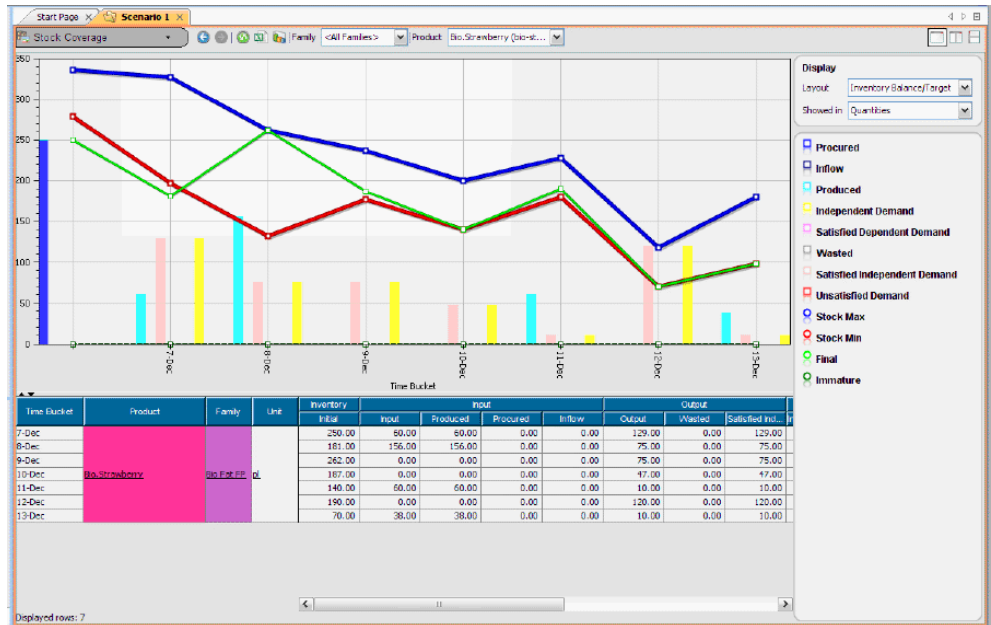 Start Page
Scenario 1
Stock Coverage
Family
<All Families>
Product
Bio.Strawberry (bio-st...
350
300
250
200
150
100
50
0
7-Dec
8-Dec
9-Dec
10-Dec
11-Dec
12-Dec
13-Dec
Time Bucket
Display
Layout
Inventory Balance/Target
Showed in
Quantities
Procured
Inflow
Produced
Independent Demand
Satisfied Dependent Demand
Wasted
Satisfied Independent Demand
Unsatisfied Demand
Stock Max
Stock Min
Final
Immature
Time Bucket Product Family Unit Inventory Input Output
Initial Input Produced Procured Inflow Output Wasted Satisfied Ind...
7-Dec 250.00 60.00 60.00 0.00 0.00 129.00 0.00 129.00
8-Dec 181.00 156.00 156.00 0.00 0.00 75.00 0.00 75.00
9-Dec 262.00 0.00 0.00 0.00 0.00 75.00 0.00 75.00
10-Dec Bio.Strawberry Bio Pet FP pl 187.00 0.00 0.00 0.00 0.00 47.00 0.00 47.00
11-Dec 140.00 60.00 60.00 0.00 0.00 10.00 0.00 10.00
12-Dec 190.00 0.00 0.00 0.00 0.00 120.00 0.00 120.00
13-Dec 70.00 38.00 38.00 0.00 0.00 10.00 0.00 10.00
Displayed rows: 7